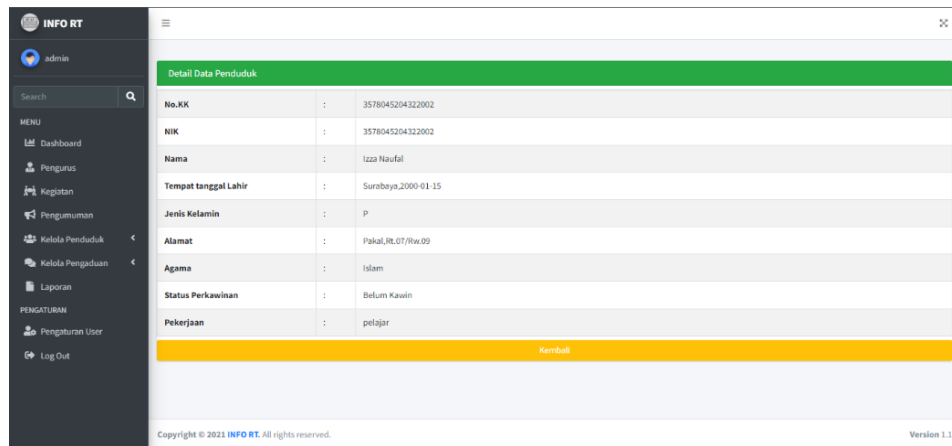 INFO RT
admin
Search
MENU
Dashboard
Pengurus
Kegiatan
Pengumuman
Kelola Penduduk
Kelola Pengaduan
Laporan
PENGATURAN
Pengaturan User
Log Out
Detail Data Penduduk
No.KK : 3578045204322002
NIK : 3578045204322002
Nama : Izza Naufal
Tempat tanggal Lahir : Surabaya,2000-01-15
Jenis Kelamin : P
Alamat : Pakal,Rt.07/Rw.09
Agama : Islam
Status Perkawinan : Belum Kawin
Pekerjaan : pelajar
Kembali
Copyright © 2021 INFO RT. All rights reserved. Version 1.1